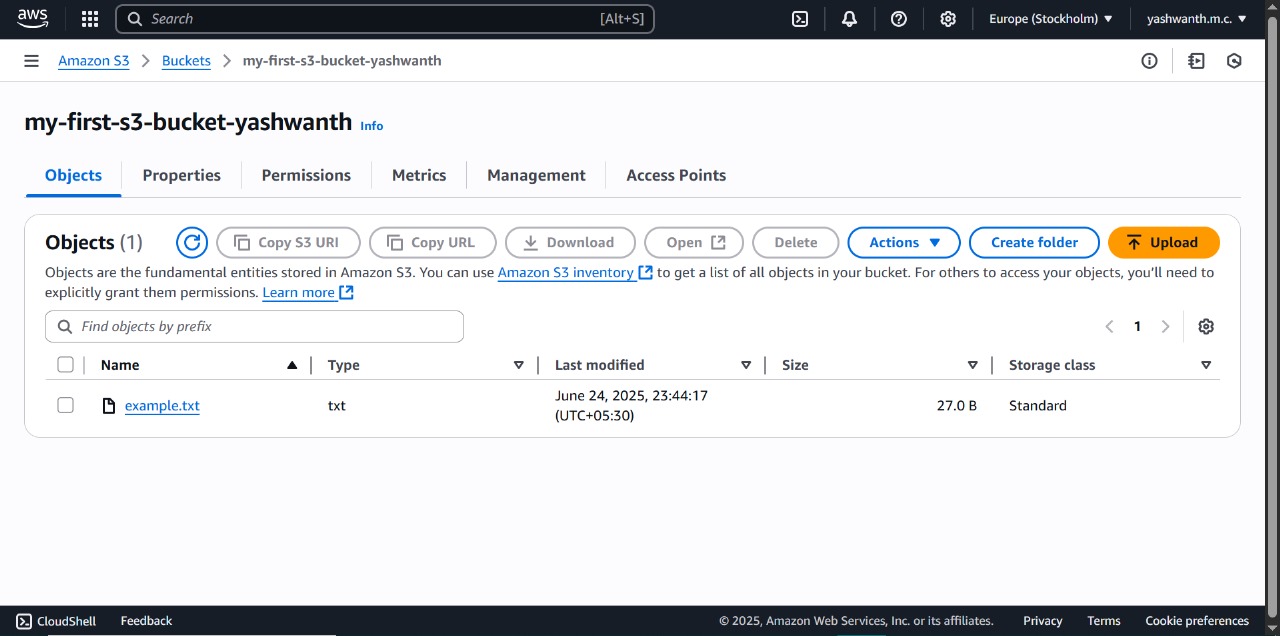 aws Search [Alt+S] Europe (Stockholm) yashwanth.m.c.
Amazon S3 Buckets my-first-s3-bucket-yashwanth
my-first-s3-bucket-yashwanth Info
Objects Properties Permissions Metrics Management Access Points
Objects (1) Copy S3 URI Copy URL Download Open Delete Actions Create folder Upload
Objects are the fundamental entities stored in Amazon S3. You can use Amazon S3 inventory to get a list of all objects in your bucket. For others to access your objects, you’ll need to
explicitly grant them permissions. Learn more
Find objects by prefix 1
Name Type Last modified Size Storage class
example.txt txt June 24, 2025, 23:44:17 27.0 B Standard
(UTC+05:30)
CloudShell Feedback © 2025, Amazon Web Services, Inc. or its affiliates. Privacy Terms Cookie preferences